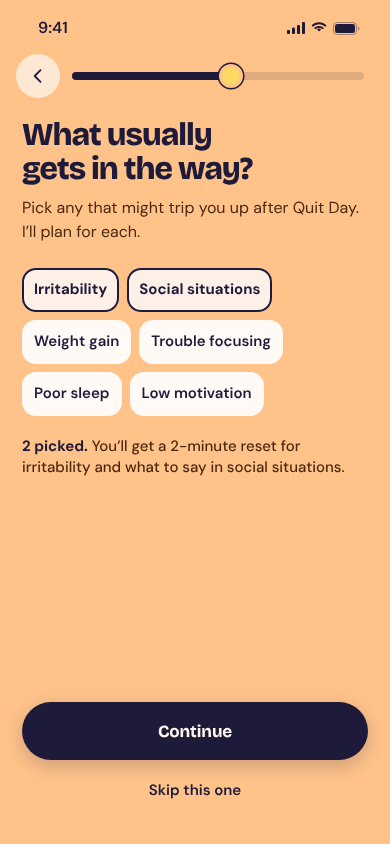 9:41
What usually
gets in the way?
Pick any that might trip you up after Quit Day.
I’ll plan for each.
Irritability
Social situations
Weight gain
Trouble focusing
Poor sleep
Low motivation
2 picked. You’ll get a 2-minute reset for
irritability and what to say in social situations.
Continue
Skip this one